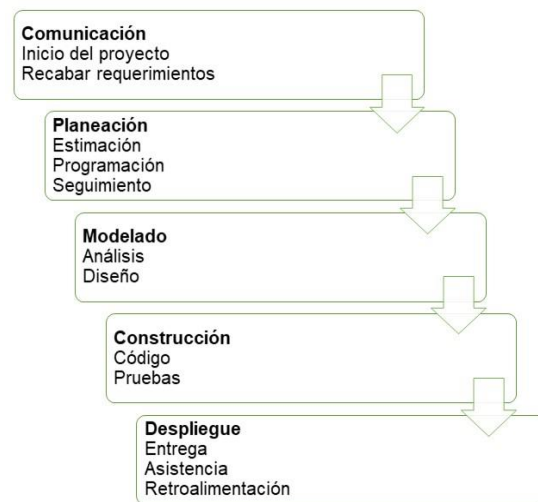 Comunicación
Inicio del proyecto
Recabar requerimientos
Planeación
Estimación
Programación
Seguimiento
Modelado
Análisis
Diseño
Construcción
Código
Pruebas
Despliegue
Entrega
Asistencia
Retroalimentación